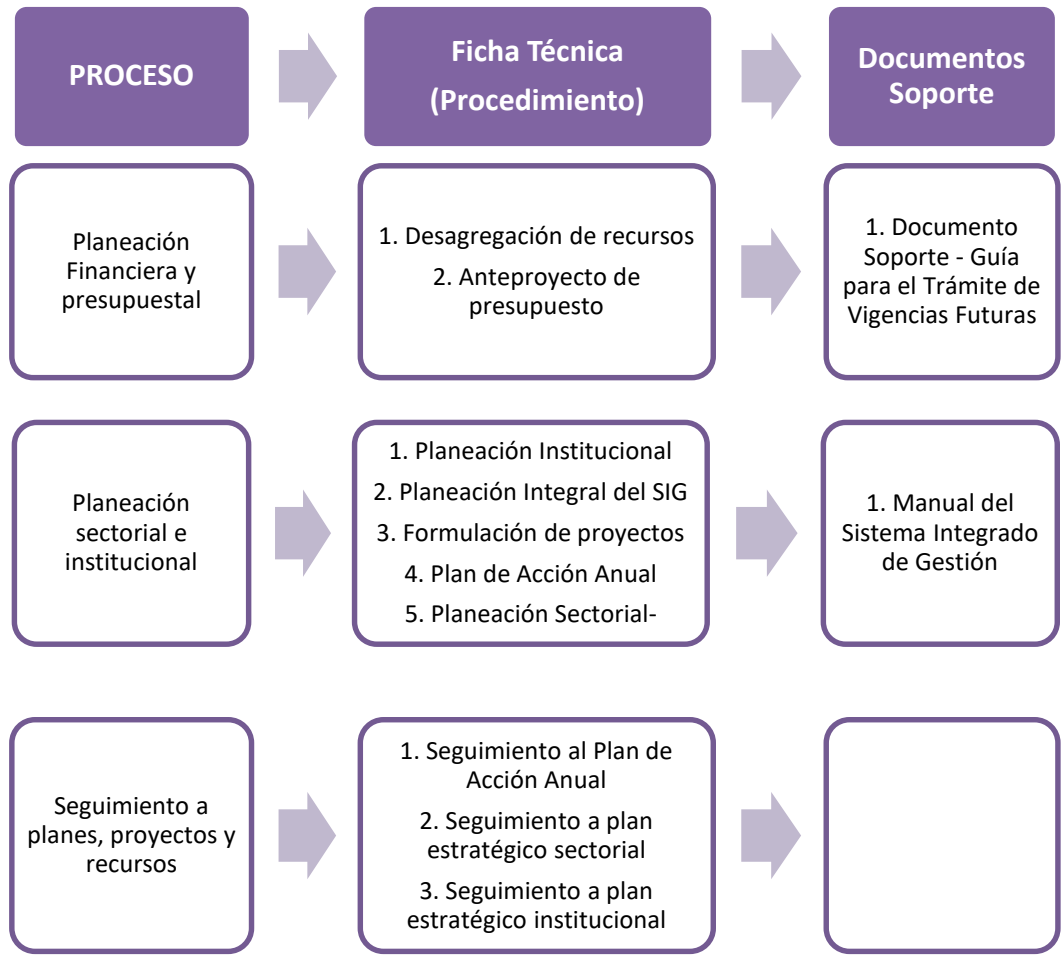 PROCESO
Ficha Técnica
(Procedimiento)
Documentos
Soporte
Planeación
Financiera y
presupuestal
1. Desagregación de recursos
2. Anteproyecto de
presupuesto
1. Documento
Soporte - Guía
para el Trámite de
Vigencias Futuras
Planeación
sectorial e
institucional
1. Planeación Institucional
2. Planeación Integral del SIG
3. Formulación de proyectos
4. Plan de Acción Anual
5. Planeación Sectorial-
1. Manual del
Sistema Integrado
de Gestión
Seguimiento a
planes, proyectos y
recursos
1. Seguimiento al Plan de
Acción Anual
2. Seguimiento a plan
estratégico sectorial
3. Seguimiento a plan
estratégico institucional